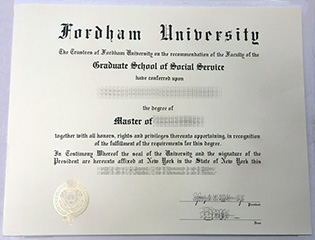 Fordham University
The Trustees of Fordham University on the recommendation of the Faculty of the
Graduate School of Social Service
have conferred upon
the degree of
Master of
together with all honors, rights and privileges thereunto appertaining, in recognition
of the fulfillment of the requirements for this degree.
In Testimony Whereof the seal of the University and the signature of the
President are hereunto affixed at New York in the State of New York this
President
Dean